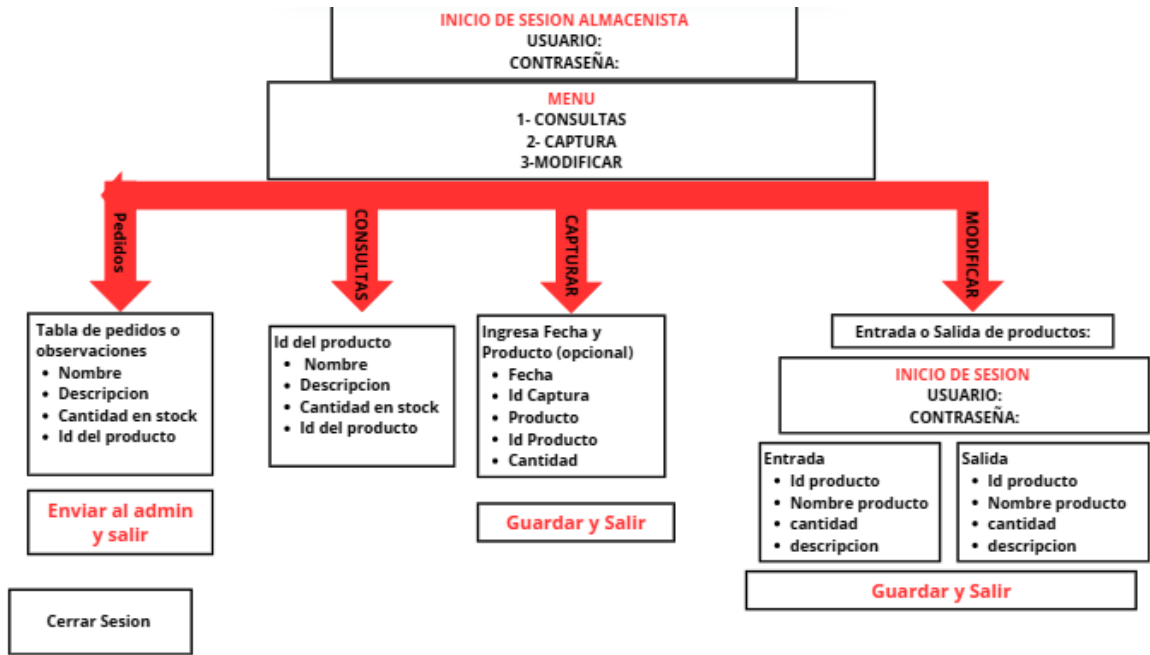 INICIO DE SESION ALMACENISTA
USUARIO:
CONTRASEÑA:
MENU
1- CONSULTAS
2- CAPTURA
3-MODIFICAR
Pedidos
CONSULTAS
CAPTURAR
MODIFICAR
Tabla de pedidos o
observaciones
• Nombre
• Descripcion
• Cantidad en stock
• Id del producto
Enviar al admin
y salir
Cerrar Sesion
Id del producto
• Nombre
• Descripcion
• Cantidad en stock
• Id del producto
Ingresa Fecha y
Producto (opcional)
• Fecha
• Id Captura
• Producto
• Id Producto
• Cantidad
Guardar y Salir
Entrada o Salida de productos:
INICIO DE SESION
USUARIO:
CONTRASEÑA:
Entrada
• Id producto
• Nombre producto
• cantidad
• descripcion
Salida
• Id producto
• Nombre producto
• cantidad
• descripcion
Guardar y Salir